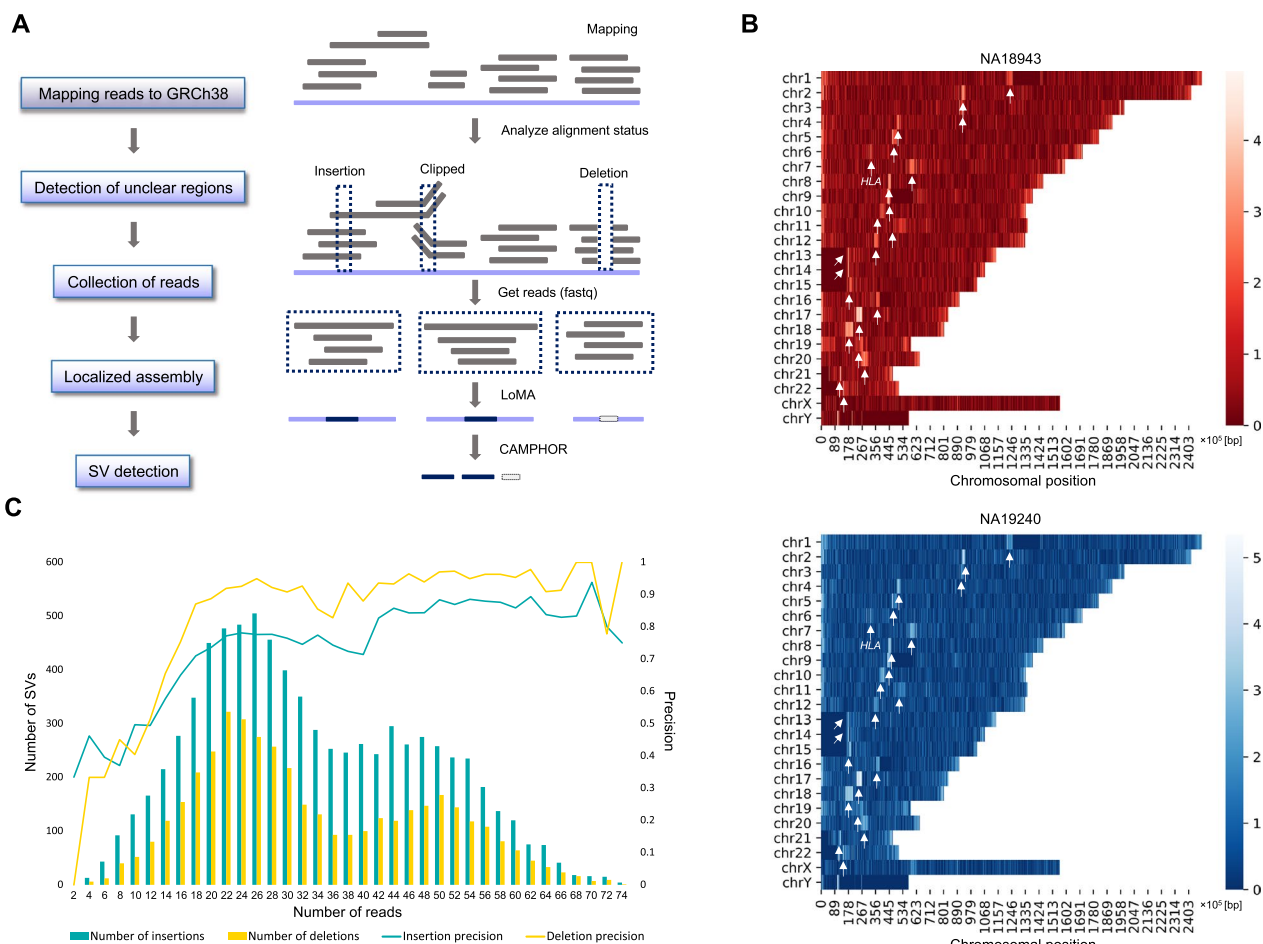 A
Mapping reads to GRCh38
Detection of unclear regions
Collection of reads
Localized assembly
SV detection
Mapping
Analyze alignment status
Insertion
Clipped
Deletion
Get reads (fastq)
LoMA
CAMPHOR
B
NA18943
chr1
chr2
chr3
chr4
chr5
chr6
chr7
chr8
chr9
chr10
chr11
chr12
chr13
chr14
chr15
chr16
chr17
chr18
chr19
chr20
chr21
chr22
chrX
chrY
HLA
4
3
2
1
0
0 89 178 267 356 445 534 623 712 801 890 979 1068 1157 1246 1335 1424 1513 1602 1691 1780 1869 1958 2047 2136 2225 2314 2403
×10⁵ [bp]
Chromosomal position
NA19240
chr1
chr2
chr3
chr4
chr5
chr6
chr7
chr8
chr9
chr10
chr11
chr12
chr13
chr14
chr15
chr16
chr17
chr18
chr19
chr20
chr21
chr22
chrX
chrY
HLA
5
4
3
2
1
0
0 89 178 267 356 445 534 623 712 801 890 979 1068 1157 1246 1335 1424 1513 1602 1691 1780 1869 1958 2047 2136 2225 2314 2403
×10⁵ [bp]
Chromosomal position
C
600
500
400
300
200
100
0
Number of SVs
1
0.9
0.8
0.7
0.6
0.5
0.4
0.3
0.2
0.1
0
Precision
2 4 6 8 10 12 14 16 18 20 22 24 26 28 30 32 34 36 38 40 42 44 46 48 50 52 54 56 58 60 62 64 66 68 70 72 74
Number of reads
Number of insertions Number of deletions Insertion precision Deletion precision